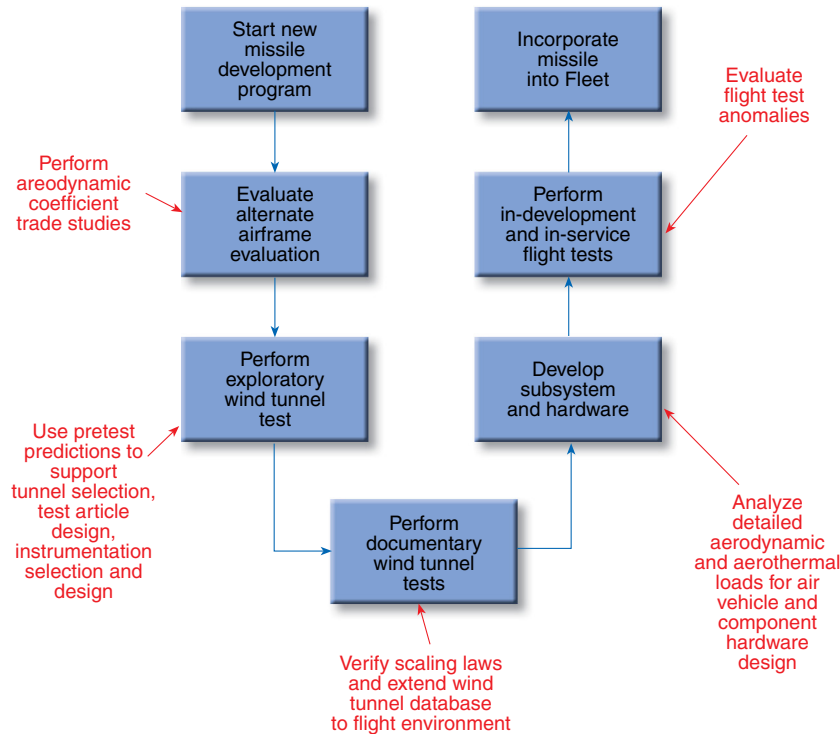 Start new
missile
development
program
Perform
areodynamic
coefficient
trade studies
Evaluate
alternate
airframe
evaluation
Perform
exploratory
wind tunnel
test
Use pretest
predictions to
support
tunnel selection,
test article
design,
instrumentation
selection and
design
Perform
documentary
wind tunnel
tests
Verify scaling laws
and extend wind
tunnel database
to flight environment
Develop
subsystem
and hardware
Analyze
detailed
aerodynamic
and aerothermal
loads for air
vehicle and
component
hardware
design
Perform
in-development
and in-service
flight tests
Evaluate
flight test
anomalies
Incorporate
missile
into Fleet